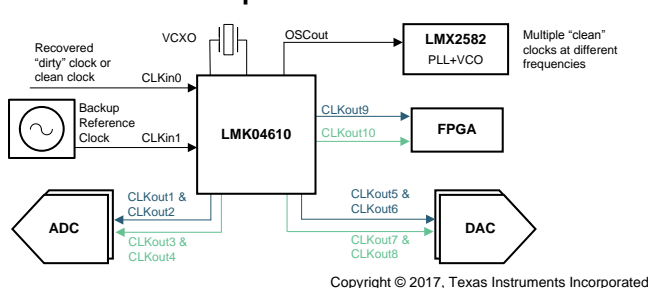 VCXO
OSCout
LMX2582
PLL+VCO
Multiple “clean”
clocks at different
frequencies
Recovered
“dirty” clock or
clean clock
CLKin0
Backup
Reference
Clock
CLKin1
LMK04610
CLKout9
CLKout10
FPGA
ADC
CLKout1 &
CLKout2
CLKout3 &
CLKout4
CLKout5 &
CLKout6
CLKout7 &
CLKout8
DAC
Copyright © 2017, Texas Instruments Incorporated